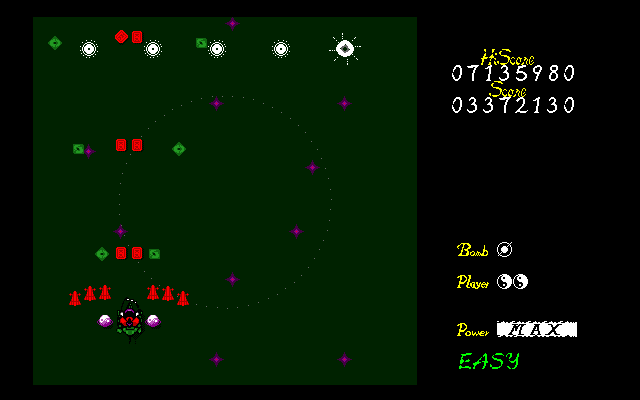 HiScore
07135980
Score
03372130
Bomb
Player
Power MAX
EASY